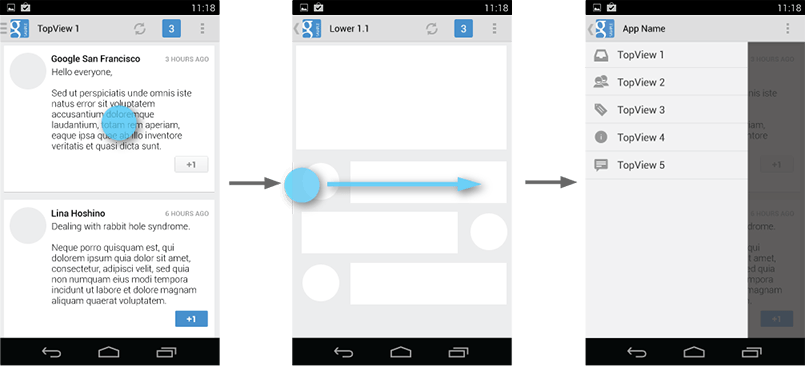 11:18
TopView 1
3
Google San Francisco
3 HOURS AGO
Hello everyone,
Sed ut perspiciatis unde omnis iste
natus error sit voluptatem
accusantium doloremque
laudantium, totam rem aperiam,
eaque ipsa quae ab illo inventore
veritatis et quasi dicta sunt.
+1
Lina Hoshino
6 HOURS AGO
Dealing with rabbit hole syndrome.
Neque porro quisquam est, qui
dolorem ipsum quia dolor sit amet,
consectetur, adipisci velit, sed quia
non numquam eius modi tempora
incidunt ut labore et dolore magnam
aliquam quaerat voluptatem.
+1
11:18
Lower 1.1
3
11:18
App Name
TopView 1
TopView 2
TopView 3
TopView 4
TopView 5